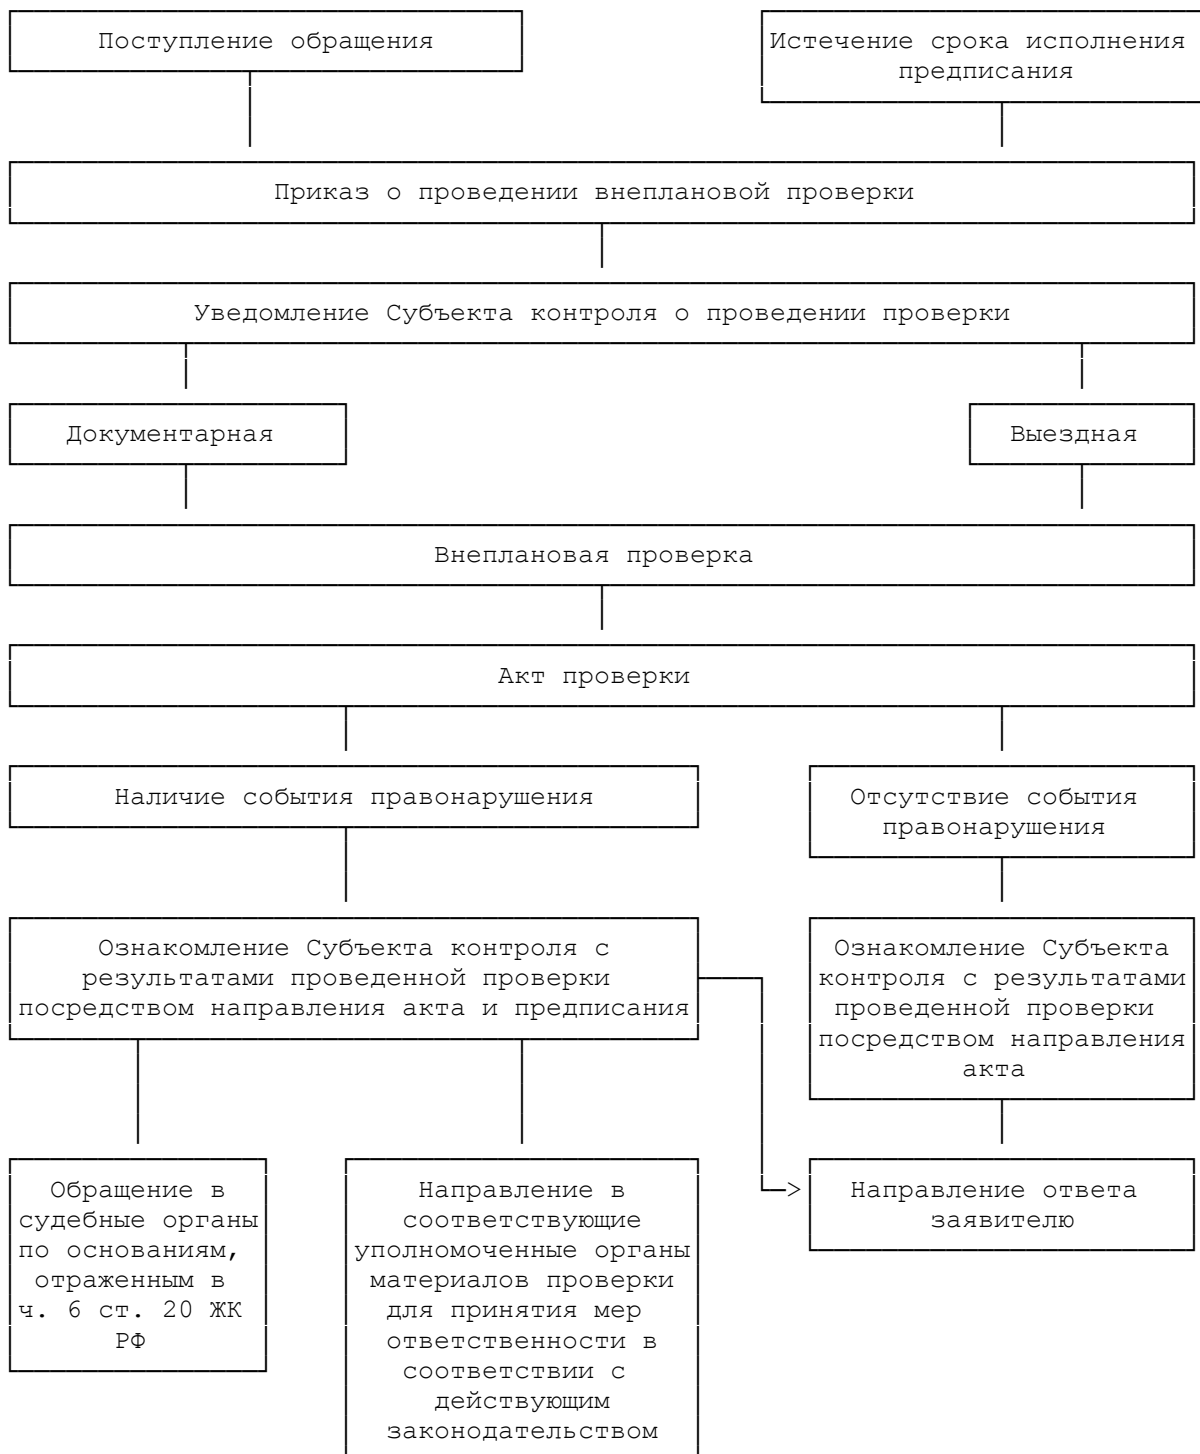 Поступление обращения
Истечение срока исполнения
предписания
Приказ о проведении внеплановой проверки
Уведомление Субъекта контроля о проведении проверки
Документарная
Выездная
Внеплановая проверка
Акт проверки
Наличие события правонарушения
Отсутствие события
правонарушения
Ознакомление Субъекта контроля с
результатами проведенной проверки
посредством направления акта и предписания
Ознакомление Субъекта
контроля с результатами
проведенной проверки
посредством направления
акта
Обращение в
судебные органы
по основаниям,
отраженным в
ч. 6 ст. 20 ЖК
РФ
Направление в
соответствующие
уполномоченные органы
материалов проверки
для принятия мер
ответственности в
соответствии с
действующим
законодательством
Направление ответа
заявителю